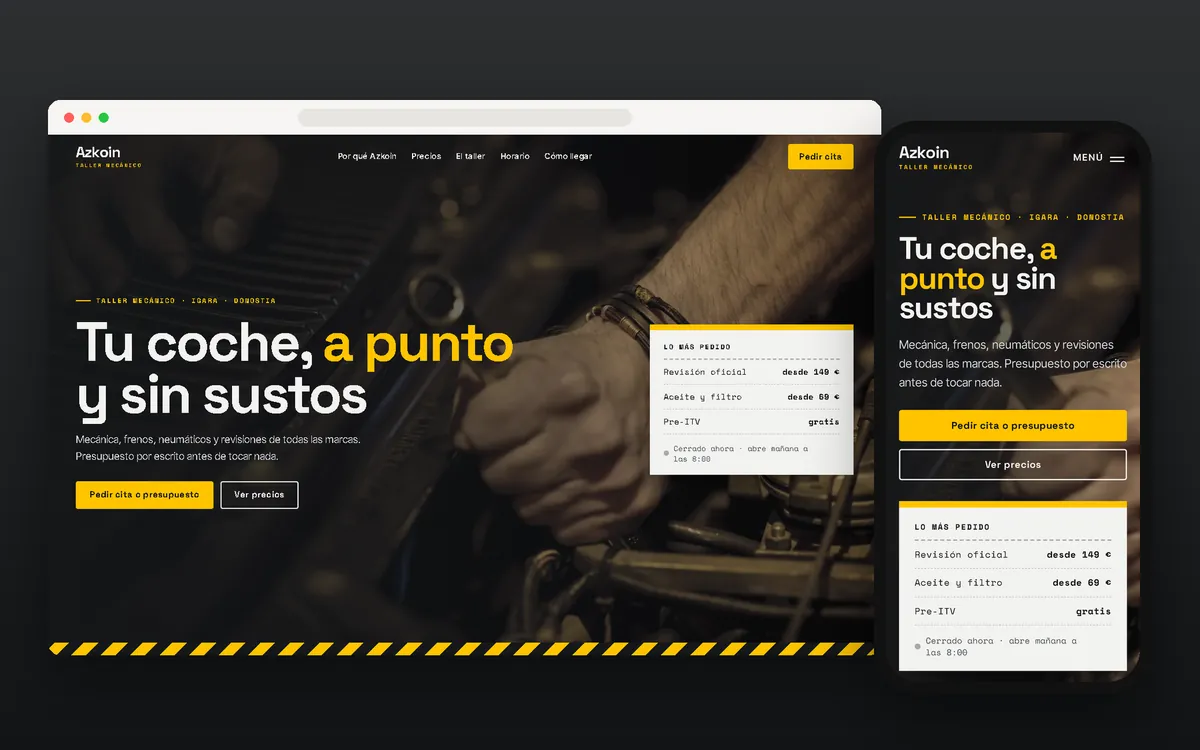 Azkoin
TALLER MECÁNICO
Por qué Azkoin
Precios
El taller
Horario
Cómo llegar
Pedir cita
TALLER MECÁNICO · IGARA · DONOSTIA
Tu coche, a punto
y sin sustos
Mecánica, frenos, neumáticos y revisiones de todas las marcas.
Presupuesto por escrito antes de tocar nada.
Pedir cita o presupuesto
Ver precios
LO MÁS PEDIDO
Revisión oficial desde 149 €
Aceite y filtro desde 69 €
Pre-ITV gratis
Cerrado ahora · abre mañana a
las 8:00
Azkoin
TALLER MECÁNICO
MENÚ
TALLER MECÁNICO · IGARA · DONOSTIA
Tu coche, a
punto y sin
sustos
Mecánica, frenos, neumáticos y revisiones
de todas las marcas. Presupuesto por escrito
antes de tocar nada.
Pedir cita o presupuesto
Ver precios
LO MÁS PEDIDO
Revisión oficial desde 149 €
Aceite y filtro desde 69 €
Pre-ITV gratis
Cerrado ahora · abre mañana a
las 8:00